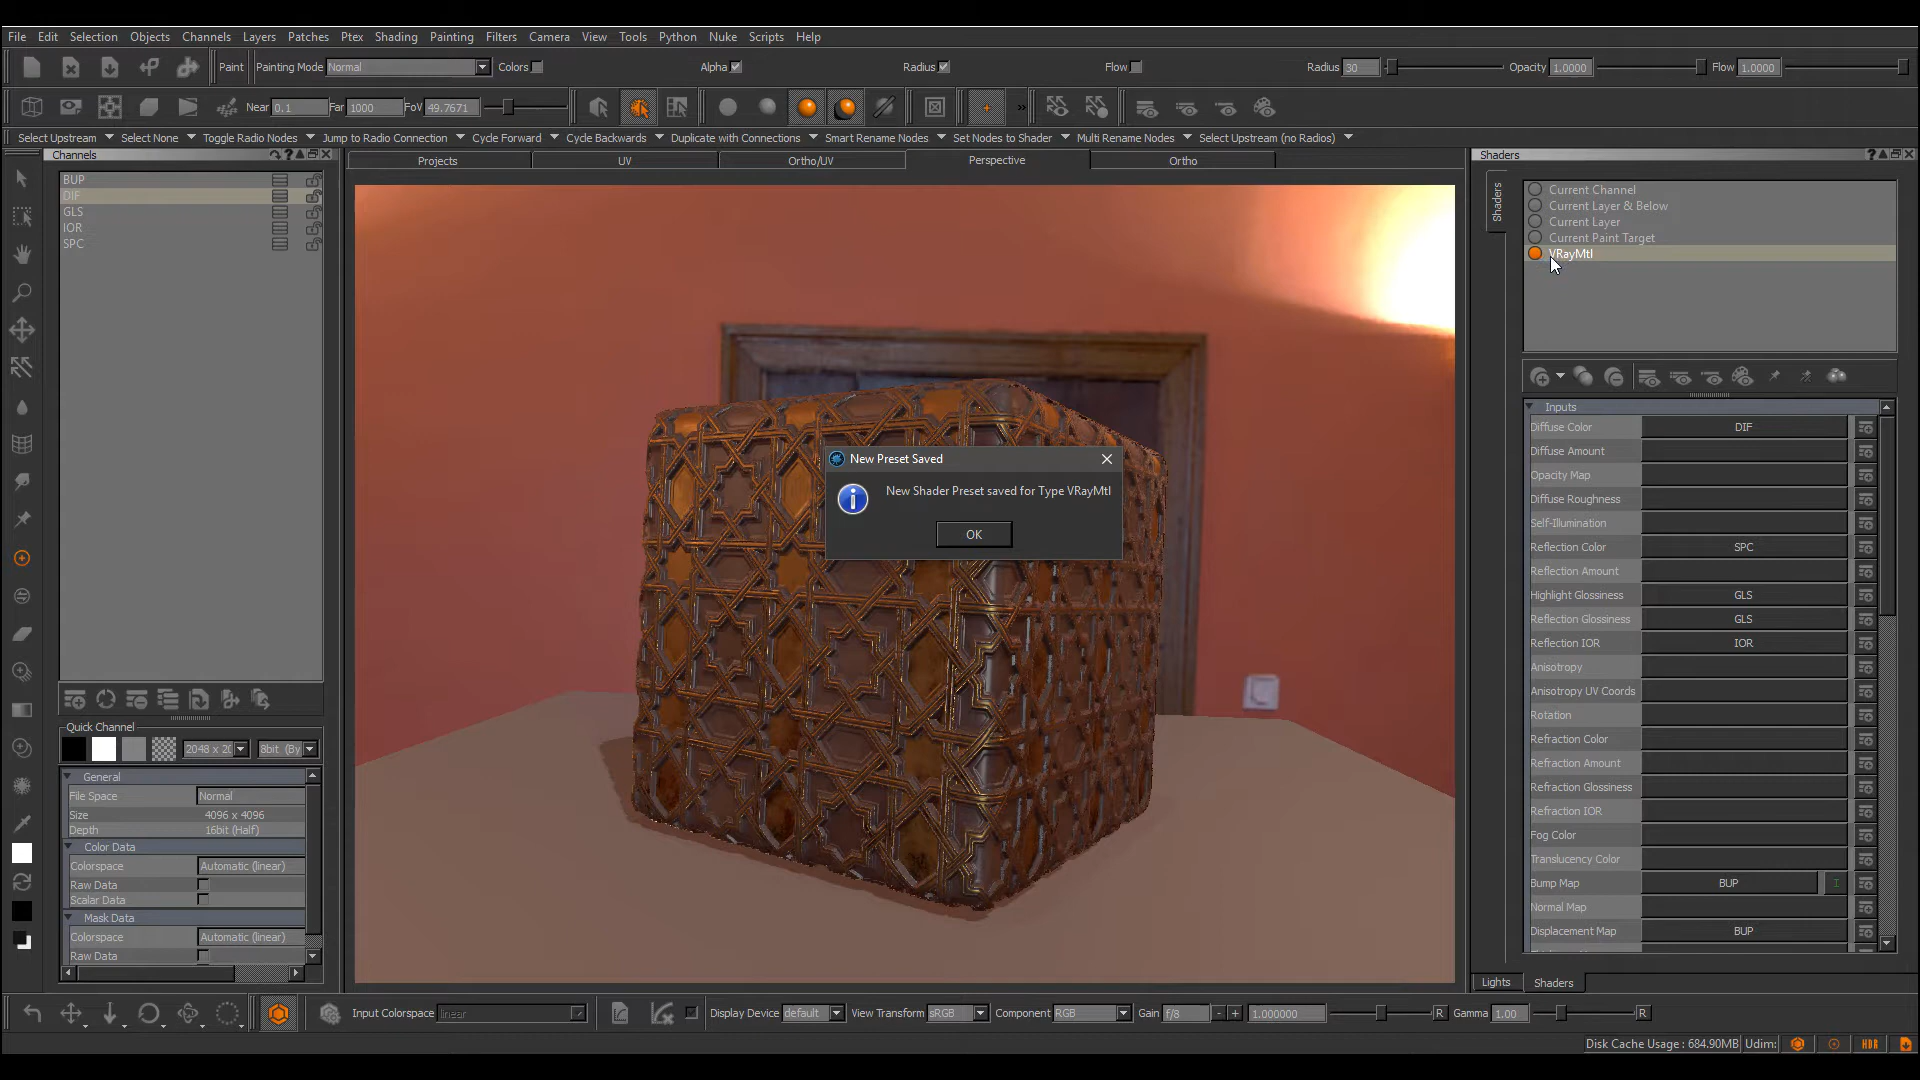 File Edit Selection Objects Channels Layers Patches Ptex Shading Painting Filters Camera View Tools Python Nuke Scripts Help
Paint Painting Mode Normal Colors Alpha Radius Flow Radius 30 Opacity 1.0000 Flow 1.0000
Near 0.1 Far 1000 FoV 49.7671
Select Upstream Select None Toggle Radio Nodes Jump to Radio Connection Cycle Forward Cycle Backwards Duplicate with Connections Smart Rename Nodes Set Nodes to Shader Multi Rename Nodes Select Upstream (no Radios)
Channels
BUP
DIF
GLS
IOR
SPC
Quick Channel
2048 x 20 8bit (By
General
File Space Normal
Size 4096 x 4096
Depth 16bit (Half)
Color Data
Colorspace Automatic (linear)
Raw Data
Scalar Data
Mask Data
Colorspace Automatic (linear)
Raw Data
Projects UV Ortho/UV Perspective Ortho
New Preset Saved
New Shader Preset saved for Type VRayMtl
OK
Shaders
Shaders
Current Channel
Current Layer & Below
Current Layer
Current Paint Target
VRayMtl
Inputs
Diffuse Color DIF
Diffuse Amount
Opacity Map
Diffuse Roughness
Self-Illumination
Reflection Color SPC
Reflection Amount
Highlight Glossiness GLS
Reflection Glossiness GLS
Reflection IOR IOR
Anisotropy
Anisotropy UV Coords
Rotation
Refraction Color
Refraction Amount
Refraction Glossiness
Refraction IOR
Fog Color
Translucency Color
Bump Map BUP I
Normal Map
Displacement Map BUP
Lights Shaders
Input Colorspace linear Display Device default View Transform sRGB Component RGB Gain f/8 - + 1.000000 R Gamma 1.00 R
Disk Cache Usage : 684.90MB Udim: HDR